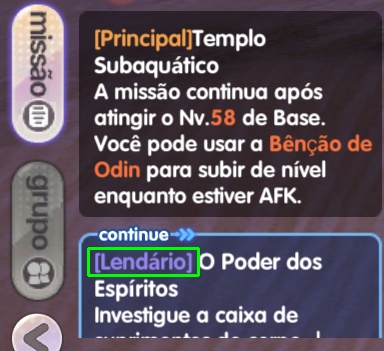 missão
[Principal]Templo
Subaquático
A missão continua após
atingir o Nv.58 de Base.
Você pode usar a Bênção de
Odin para subir de nível
enquanto estiver AFK.
grupo
continue
[Lendário] O Poder dos
Espíritos
Investigue a caixa de